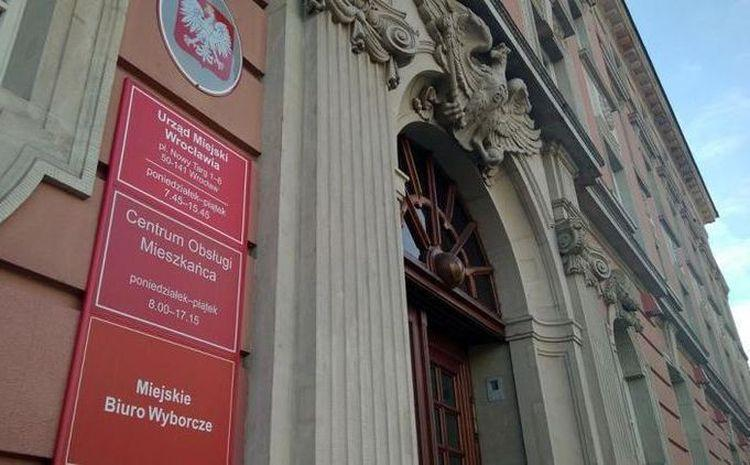 Urząd Miejski
Wrocławia
pl. Nowy Targ 1-8
50-141 Wrocław
poniedziałek–piątek
7.45–15.45
Centrum Obsługi
Mieszkańca
poniedziałek–piątek
8.00–17.15
Miejskie
Biuro Wyborcze